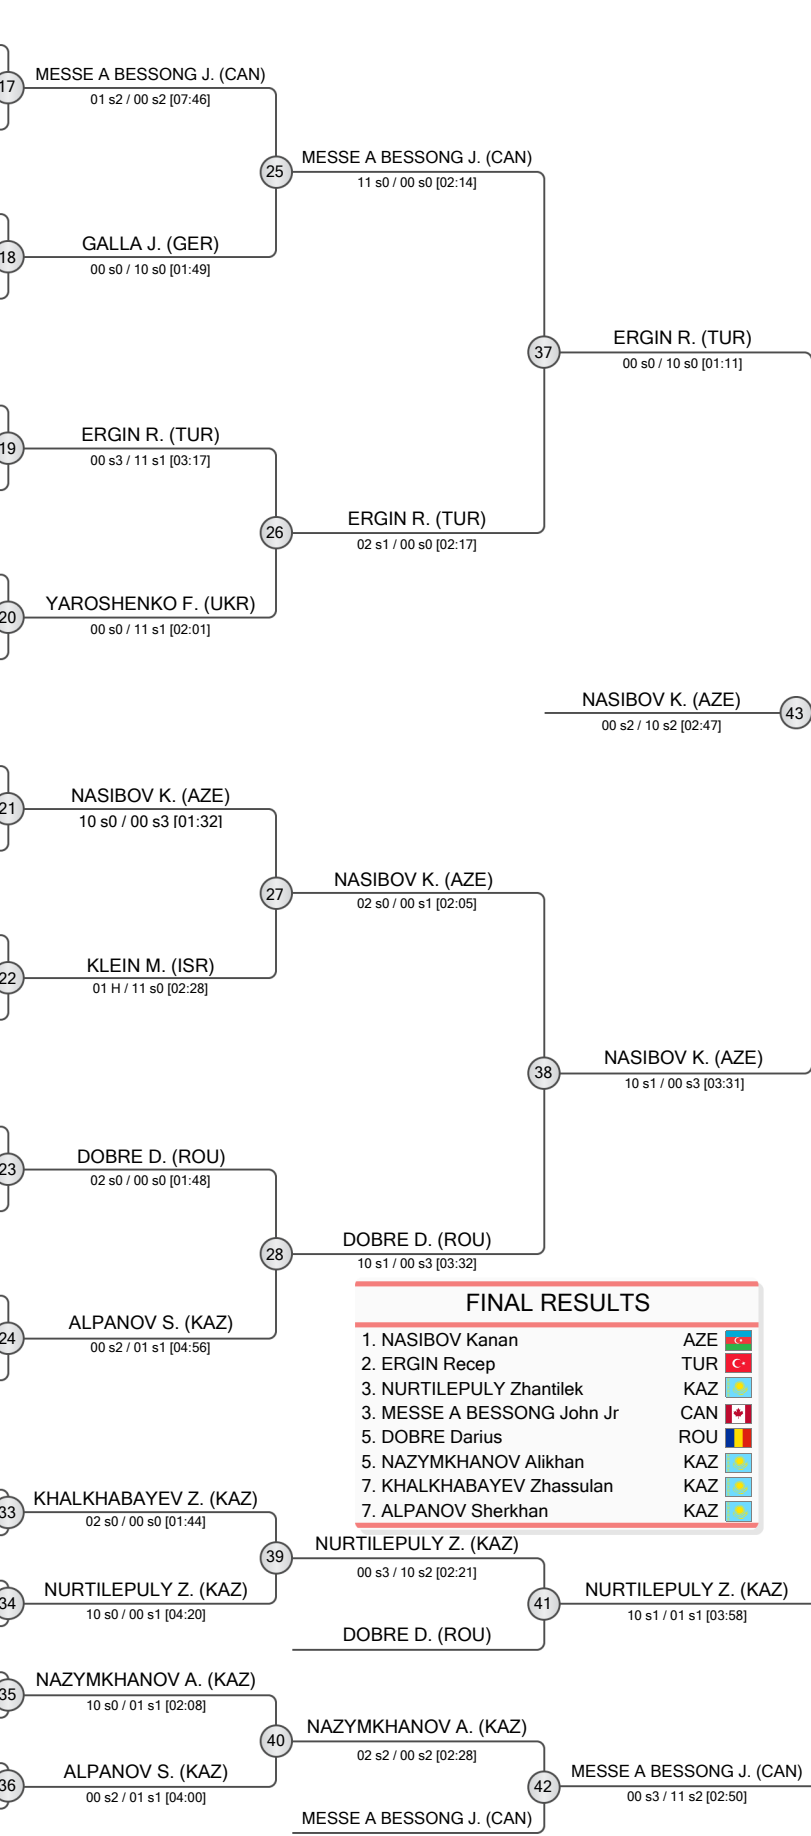 17
MESSE A BESSONG J. (CAN)
01 s2 / 00 s2 [07:46]
25
MESSE A BESSONG J. (CAN)
11 s0 / 00 s0 [02:14]
18
GALLA J. (GER)
00 s0 / 10 s0 [01:49]
37
ERGIN R. (TUR)
00 s0 / 10 s0 [01:11]
19
ERGIN R. (TUR)
00 s3 / 11 s1 [03:17]
26
ERGIN R. (TUR)
02 s1 / 00 s0 [02:17]
20
YAROSHENKO F. (UKR)
00 s0 / 11 s1 [02:01]
NASIBOV K. (AZE)
00 s2 / 10 s2 [02:47]
43
21
NASIBOV K. (AZE)
10 s0 / 00 s3 [01:32]
27
NASIBOV K. (AZE)
02 s0 / 00 s1 [02:05]
22
KLEIN M. (ISR)
01 H / 11 s0 [02:28]
38
NASIBOV K. (AZE)
10 s1 / 00 s3 [03:31]
23
DOBRE D. (ROU)
02 s0 / 00 s0 [01:48]
28
DOBRE D. (ROU)
10 s1 / 00 s3 [03:32]
24
ALPANOV S. (KAZ)
00 s2 / 01 s1 [04:56]
FINAL RESULTS
1. NASIBOV Kanan AZE
2. ERGIN Recep TUR
3. NURTILEPULY Zhantilek KAZ
3. MESSE A BESSONG John Jr CAN
5. DOBRE Darius ROU
5. NAZYMKHANOV Alikhan KAZ
7. KHALKHABAYEV Zhassulan KAZ
7. ALPANOV Sherkhan KAZ
33
KHALKHABAYEV Z. (KAZ)
02 s0 / 00 s0 [01:44]
39
NURTILEPULY Z. (KAZ)
00 s3 / 10 s2 [02:21]
34
NURTILEPULY Z. (KAZ)
10 s0 / 00 s1 [04:20]
41
NURTILEPULY Z. (KAZ)
10 s1 / 01 s1 [03:58]
DOBRE D. (ROU)
35
NAZYMKHANOV A. (KAZ)
10 s0 / 01 s1 [02:08]
40
NAZYMKHANOV A. (KAZ)
02 s2 / 00 s2 [02:28]
36
ALPANOV S. (KAZ)
00 s2 / 01 s1 [04:00]
42
MESSE A BESSONG J. (CAN)
00 s3 / 11 s2 [02:50]
MESSE A BESSONG J. (CAN)